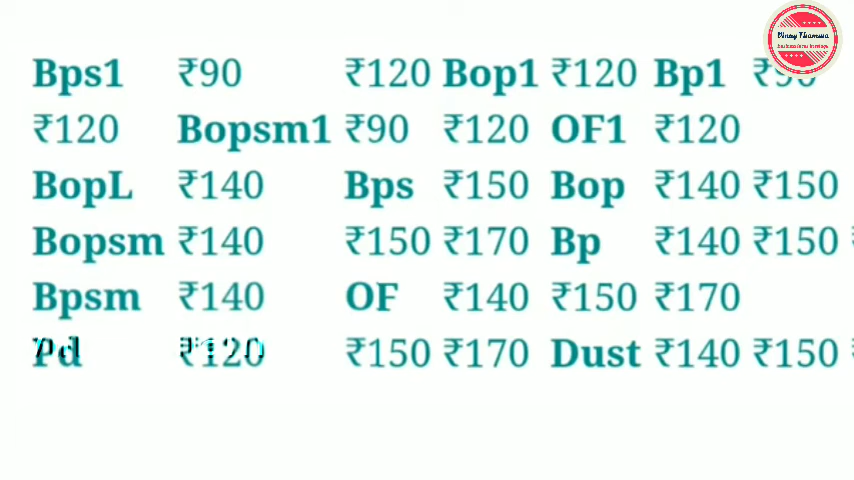 Bps1 ₹90 ₹120 Bop1 ₹120 Bp1 ₹90
₹120 Bopsm1 ₹90 ₹120 OF1 ₹120
BopL ₹140 Bps ₹150 Bop ₹140 ₹150
Bopsm ₹140 ₹150 ₹170 Bp ₹140 ₹150
Bpsm ₹140 OF ₹140 ₹150 ₹170
Pd ₹120 ₹150 ₹170 Dust ₹140 ₹150